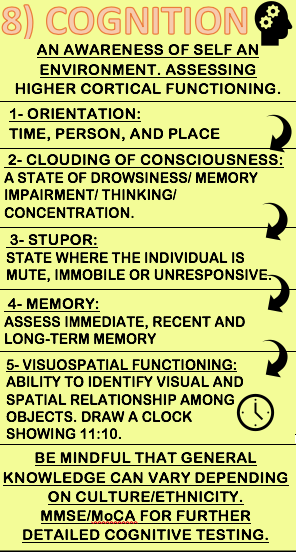 8) COGNITION
AN AWARENESS OF SELF AN
ENVIRONMENT. ASSESSING
HIGHER CORTICAL FUNCTIONING.
1- ORIENTATION:
TIME, PERSON, AND PLACE
2- CLOUDING OF CONSCIOUSNESS:
A STATE OF DROWSINESS/ MEMORY
IMPAIRMENT/ THINKING/
CONCENTRATION.
3- STUPOR:
STATE WHERE THE INDIVIDUAL IS
MUTE, IMMOBILE OR UNRESPONSIVE.
4- MEMORY:
ASSESS IMMEDIATE, RECENT AND
LONG-TERM MEMORY
5- VISUOSPATIAL FUNCTIONING:
ABILITY TO IDENTIFY VISUAL AND
SPATIAL RELATIONSHIP AMONG
OBJECTS. DRAW A CLOCK
SHOWING 11:10.
BE MINDFUL THAT GENERAL
KNOWLEDGE CAN VARY DEPENDING
ON CULTURE/ETHNICITY.
MMSE/MoCA FOR FURTHER
DETAILED COGNITIVE TESTING.